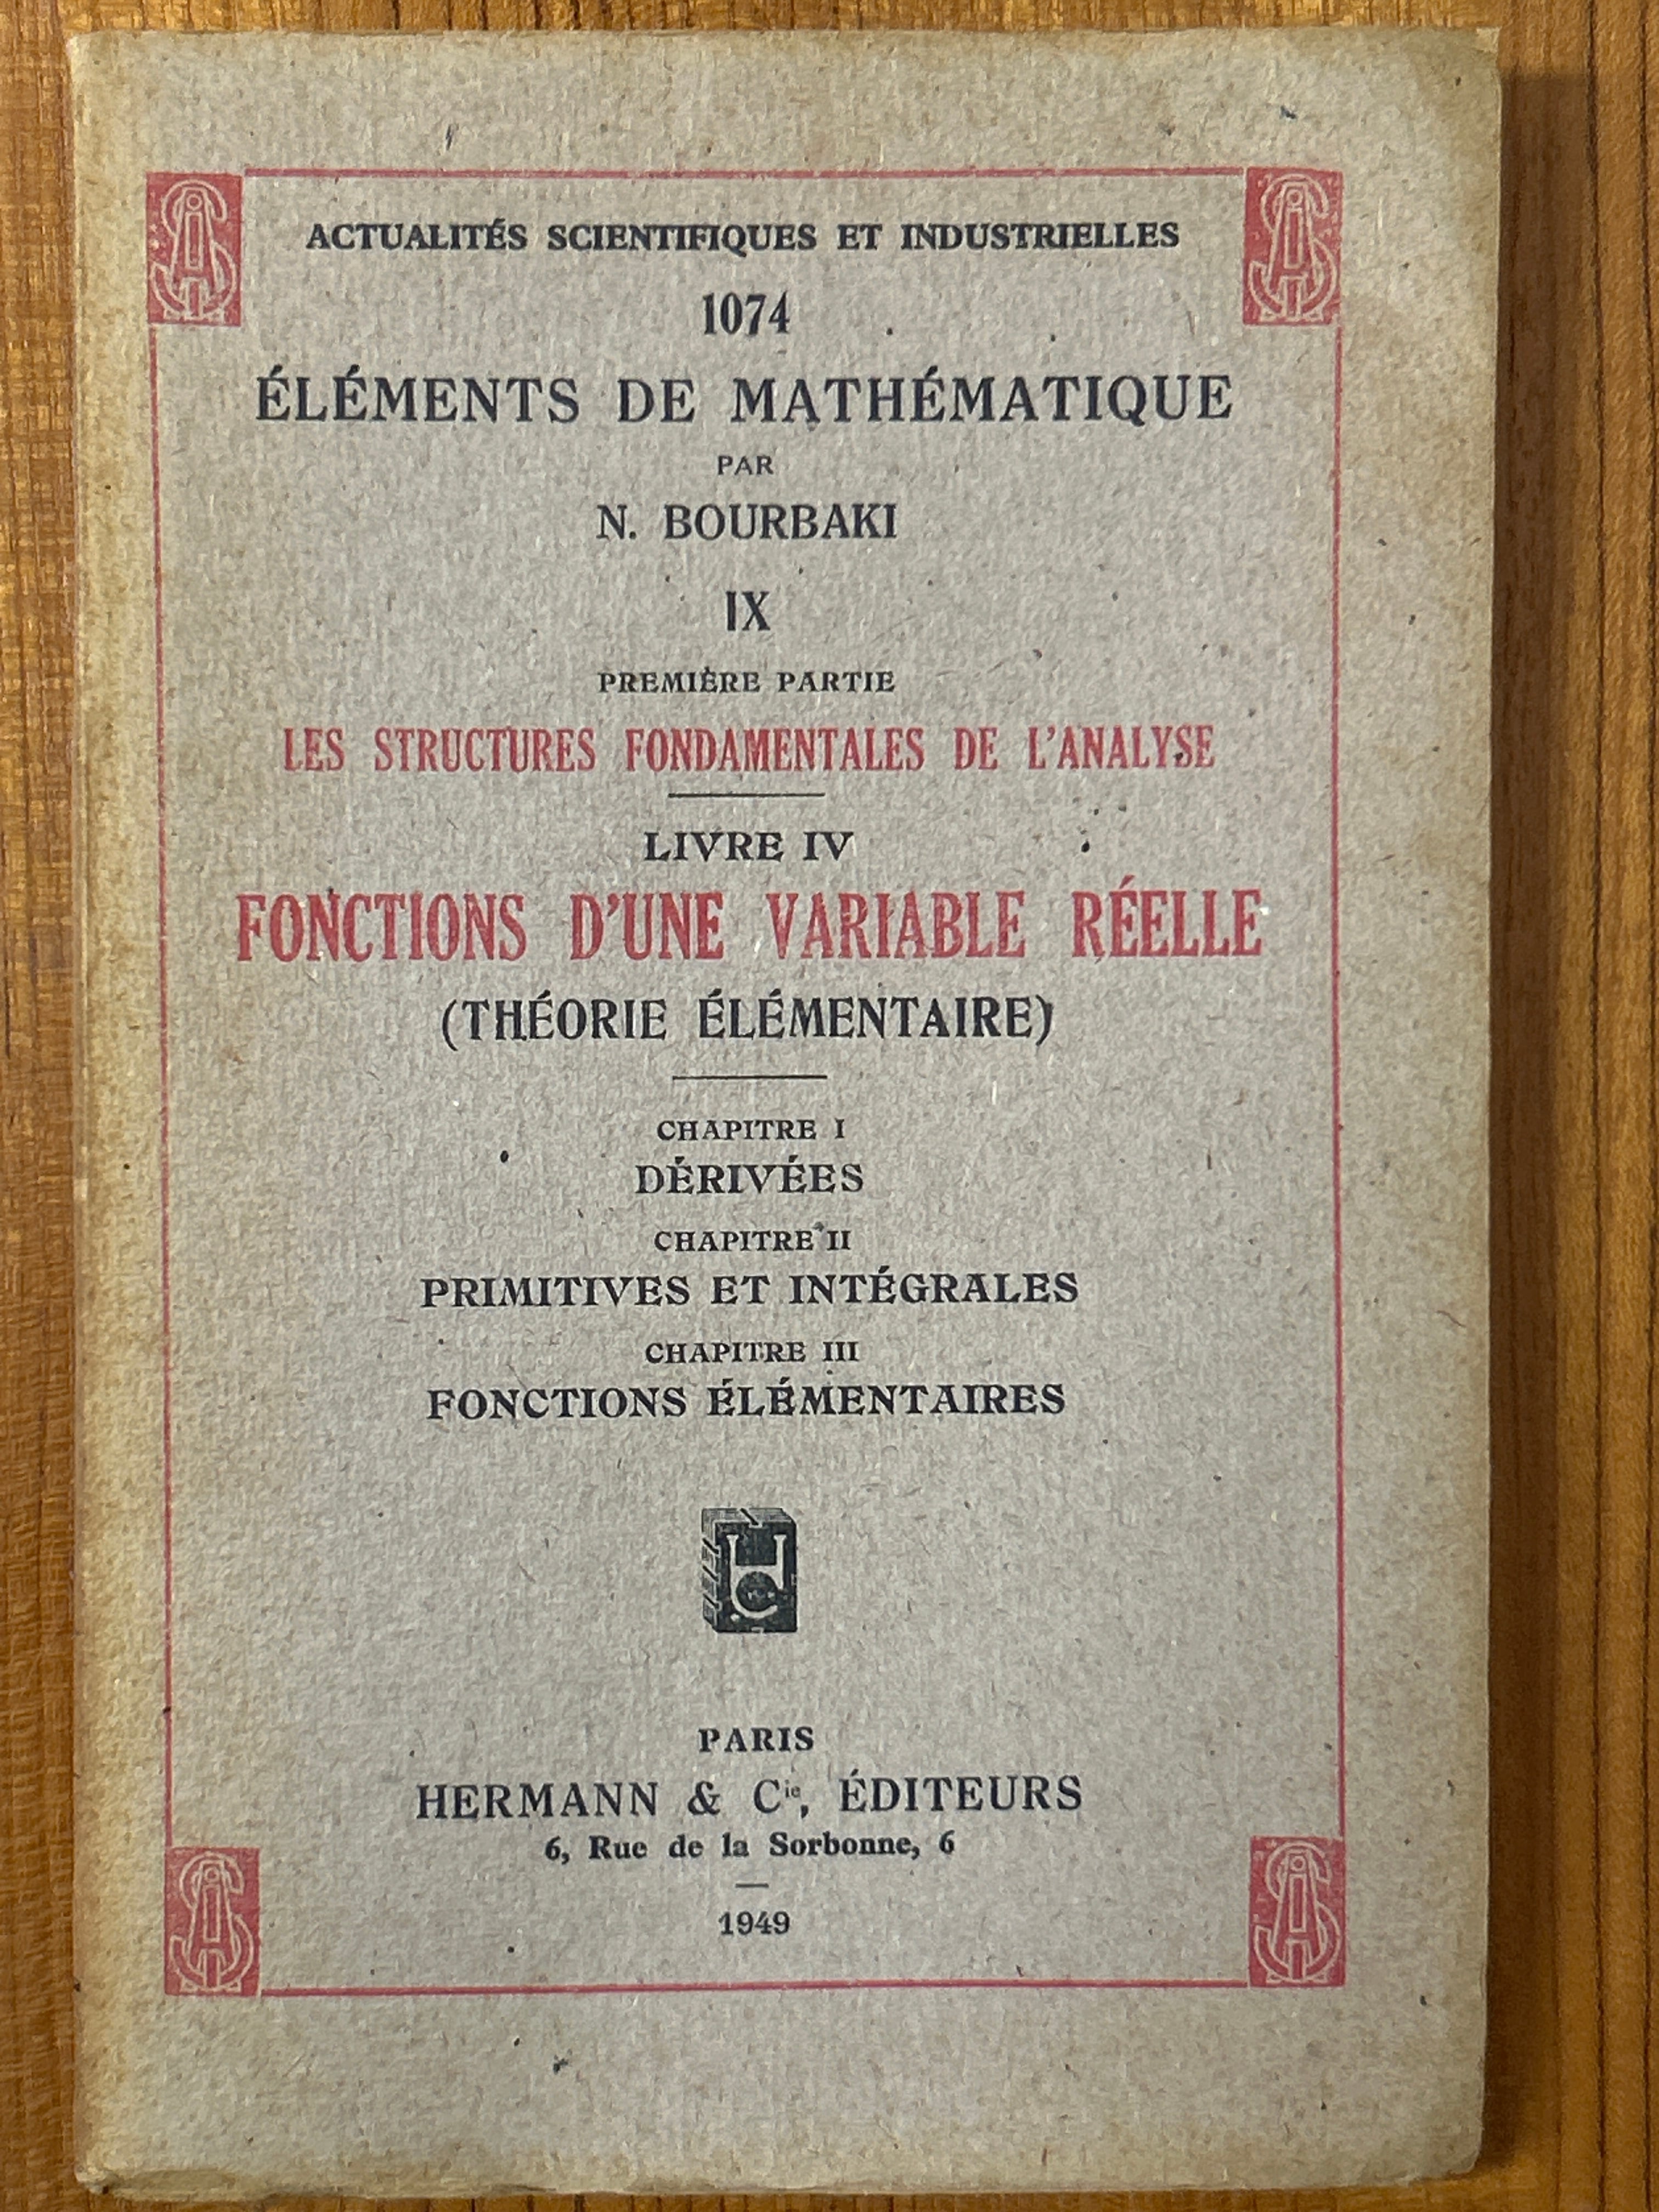 ACTUALITÉS SCIENTIFIQUES ET INDUSTRIELLES
1074
ÉLÉMENTS DE MATHÉMATIQUE
PAR
N. BOURBAKI
IX
PREMIÈRE PARTIE
LES STRUCTURES FONDAMENTALES DE L'ANALYSE
LIVRE IV
FONCTIONS D'UNE VARIABLE RÉELLE
(THÉORIE ÉLÉMENTAIRE)
CHAPITRE I
DÉRIVÉES
CHAPITRE II
PRIMITIVES ET INTÉGRALES
CHAPITRE III
FONCTIONS ÉLÉMENTAIRES
PARIS
HERMANN & Cie, ÉDITEURS
6, Rue de la Sorbonne, 6
1949